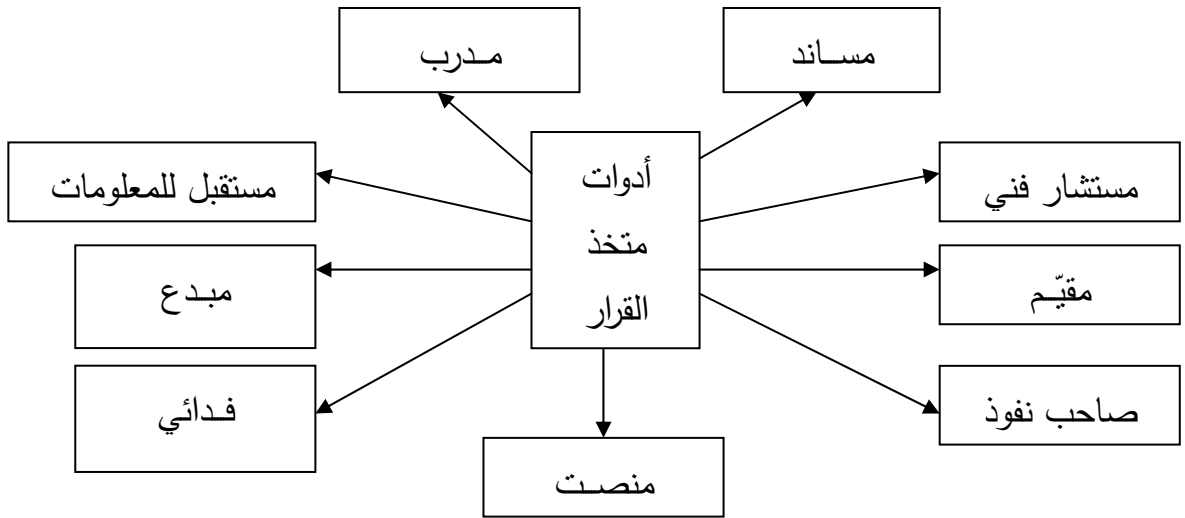 مساند
مدرب
أدوات
متخذ
القرار
مستشار فني
مستقبل للمعلومات
مقيّم
مبدع
صاحب نفوذ
فدائي
منصت